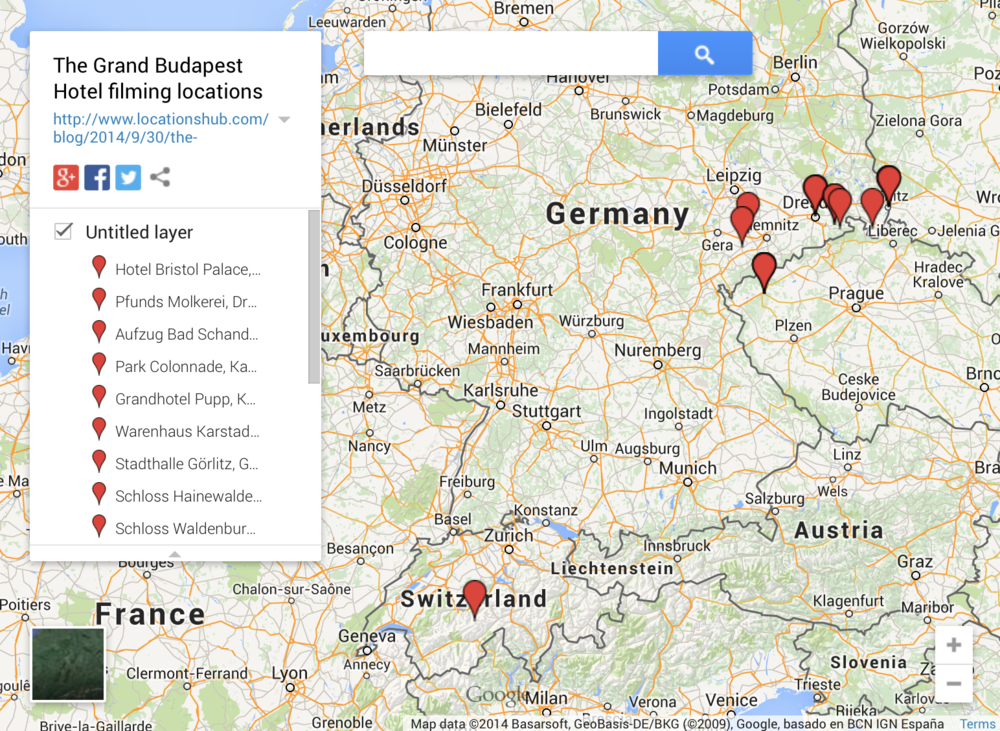 The Grand Budapest
Hotel filming locations
http://www.locationshub.com/
blog/2014/9/30/the-
Untitled layer
Hotel Bristol Palace,...
Pfunds Molkerei, Dr...
Aufzug Bad Schand...
Park Colonnade, Ka...
Grandhotel Pupp, K...
Warenhaus Karstad...
Stadthalle Görlitz, G...
Schloss Hainewalde...
Schloss Waldenbur...
Leeuwarden
Bremen
Gorzów
Wielkopolski
Berlin
Hanover
Potsdam
Bielefeld
Brunswick
Magdeburg
Zielona Gora
Münster
Leipzig
Düsseldorf
Germany
Cologne
Gera
Liberec
Jelenia G
Hradec
Kralove
Frankfurt
Prague
Wiesbaden
Würzburg
Plzen
Mannheim
Nuremberg
Saarbrücken
Karlsruhe
Ceske
Budejovice
Metz
Stuttgart
Ingolstadt
Nancy
Ulm
Augsburg
Linz
Munich
Freiburg
Wels
Salzburg
Konstanz
Basel
Zurich
Austria
Innsbruck
Besançon
Liechtenstein
Graz
Bourges
Chalon-sur-Saône
Switzerland
Klagenfurt
Maribor
Poitiers
France
Geneva
Annecy
Slovenia
Clermont-Ferrand
Lyon
Trieste
Google
Milan
Verona
Venice
Rijeka
Brive-la-Gaillarde
Grenoble
Map data ©2014 Basarsoft, GeoBasis-DE/BKG (©2009), Google, basado en BCN IGN España
Terms